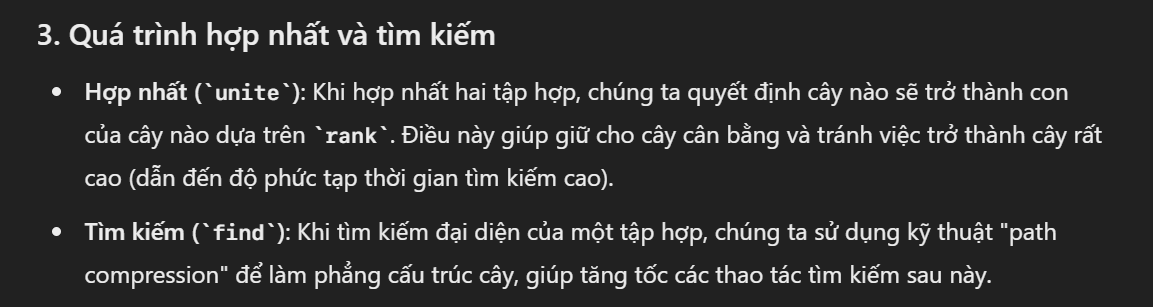 3. Quá trình hợp nhất và tìm kiếm
• Hợp nhất (`unite`): Khi hợp nhất hai tập hợp, chúng ta quyết định cây nào sẽ trở thành con
của cây nào dựa trên `rank`. Điều này giúp giữ cho cây cân bằng và tránh việc trở thành cây rất
cao (dẫn đến độ phức tạp thời gian tìm kiếm cao).
• Tìm kiếm (`find`): Khi tìm kiếm đại diện của một tập hợp, chúng ta sử dụng kỹ thuật "path
compression" để làm phẳng cấu trúc cây, giúp tăng tốc các thao tác tìm kiếm sau này.